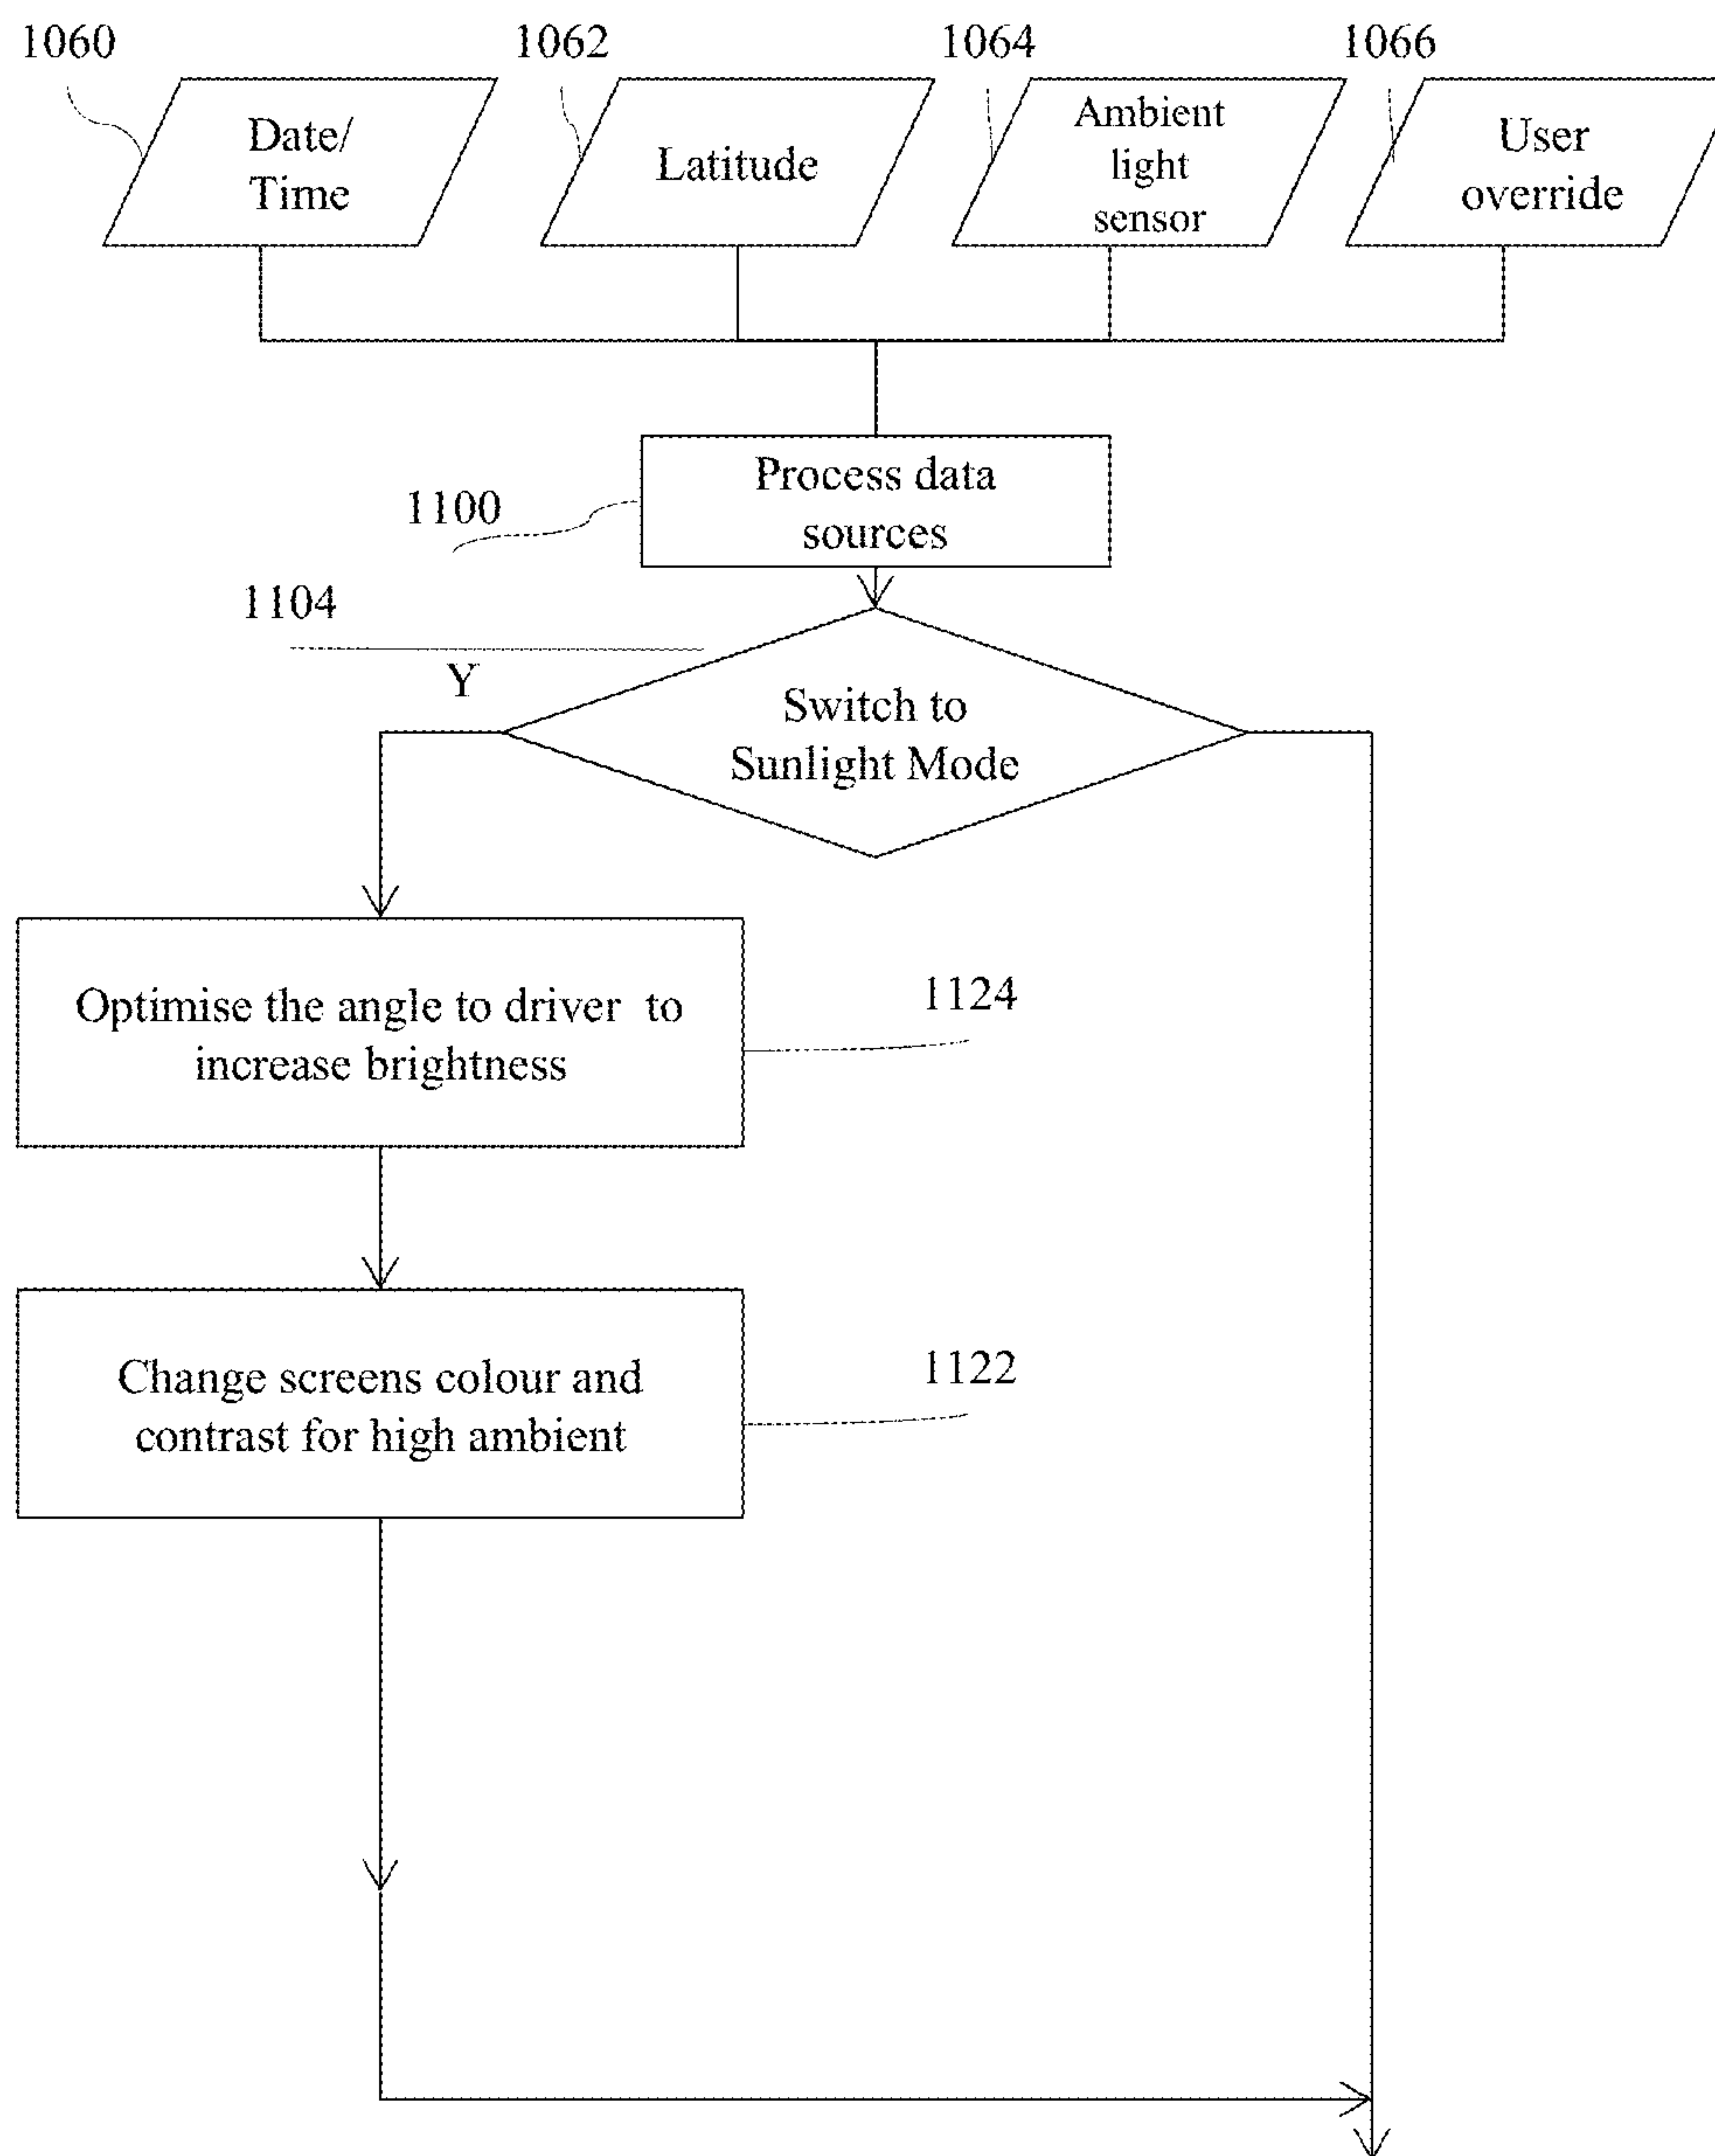 1060
1062
1064
1066
Date/
Time
Latitude
Ambient
light
sensor
User
override
Process data
sources
1100
1104
Y
Switch to
Sunlight Mode
Optimise the angle to driver to
increase brightness
1124
Change screens colour and
contrast for high ambient
1122